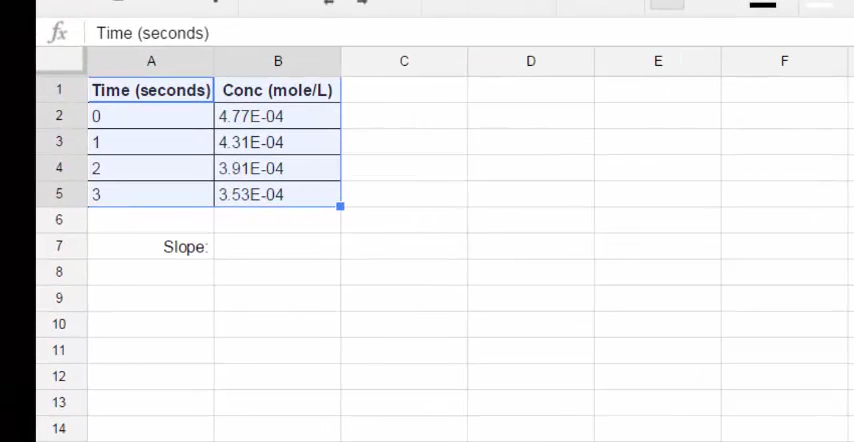 fx Time (seconds)
A B C D E F
1 Time (seconds) Conc (mole/L)
2 0 4.77E-04
3 1 4.31E-04
4 2 3.91E-04
5 3 3.53E-04
6
7 Slope:
8
9
10
11
12
13
14